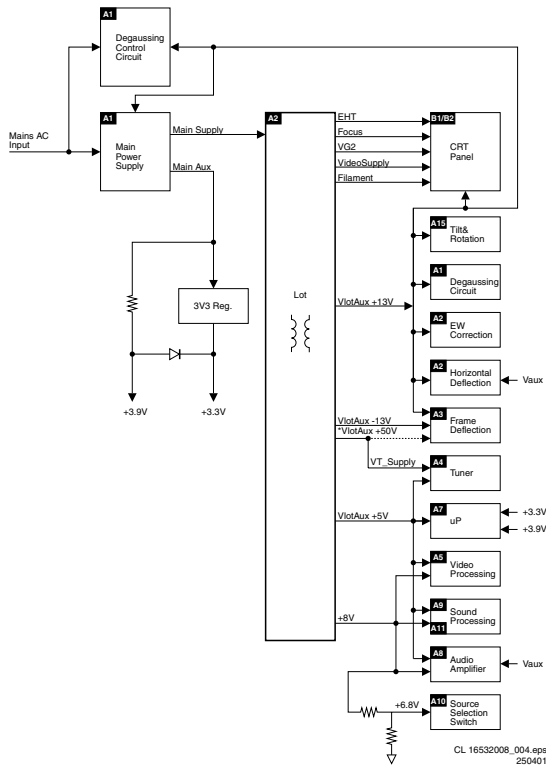 A1
Degaussing
Control
Circuit
Mains AC
Input
A1
Main
Power
Supply
Main Supply
Main Aux
3V3 Reg.
+3.9V
+3.3V
A2
Lot
EHT
Focus
VG2
VideoSupply
Filament
VlotAux +13V
VlotAux -13V
*VlotAux +50V
VT_Supply
VlotAux +5V
+8V
+6.8V
B1/B2
CRT
Panel
A15
Tilt&
Rotation
A1
Degaussing
Circuit
A2
EW
Correction
A2
Horizontal
Deflection
Vaux
A3
Frame
Deflection
A4
Tuner
A7
uP
+3.3V
+3.9V
A5
Video
Processing
A9
Sound
Processing
A11
A8
Audio
Amplifier
Vaux
A10
Source
Selection
Switch
CL 16532008_004.eps
250401